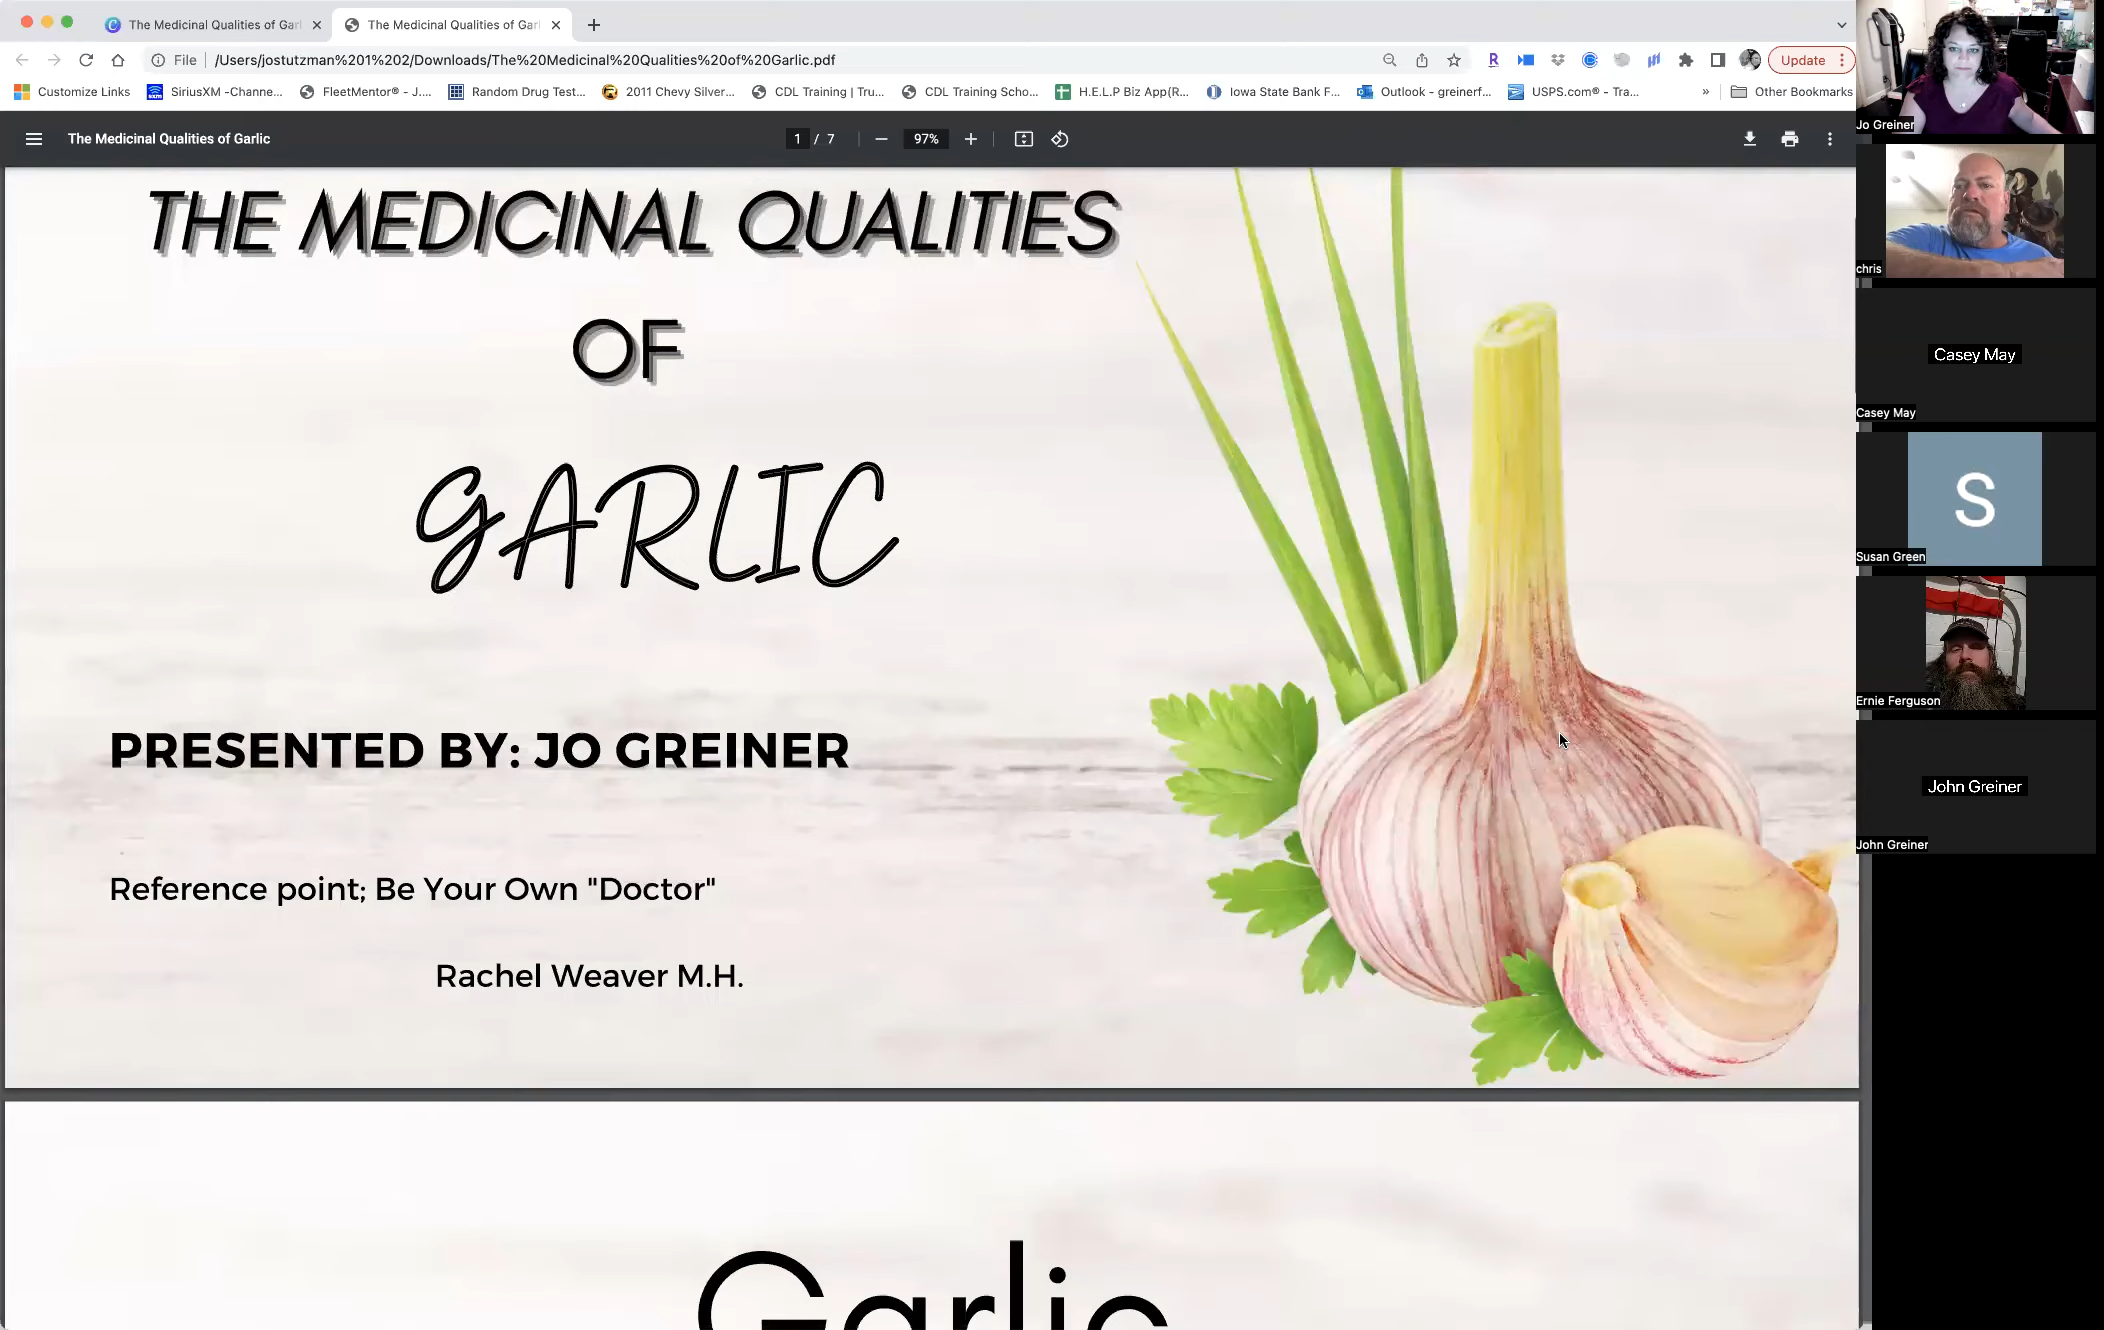 The Medicinal Qualities of Gar
The Medicinal Qualities of Gar
File
/Users/jostutzman%201%202/Downloads/The%20Medicinal%20Qualities%20of%20Garlic.pdf
Update
Customize Links
SiriusXM -Channe...
FleetMentor® - J....
Random Drug Test...
2011 Chevy Silver...
CDL Training | Tru...
CDL Training Scho...
H.E.L.P Biz App(R...
Iowa State Bank F...
Outlook - greinerf...
USPS.com® - Tra...
»
Other Bookmarks
The Medicinal Qualities of Garlic
1 / 7
97%
THE MEDICINAL QUALITIES
OF
GARLIC
PRESENTED BY: JO GREINER
Reference point; Be Your Own "Doctor"
Rachel Weaver M.H.
Garlic
Jo Greiner
chris
Casey May
Casey May
S
Susan Green
Ernie Ferguson
John Greiner
John Greiner